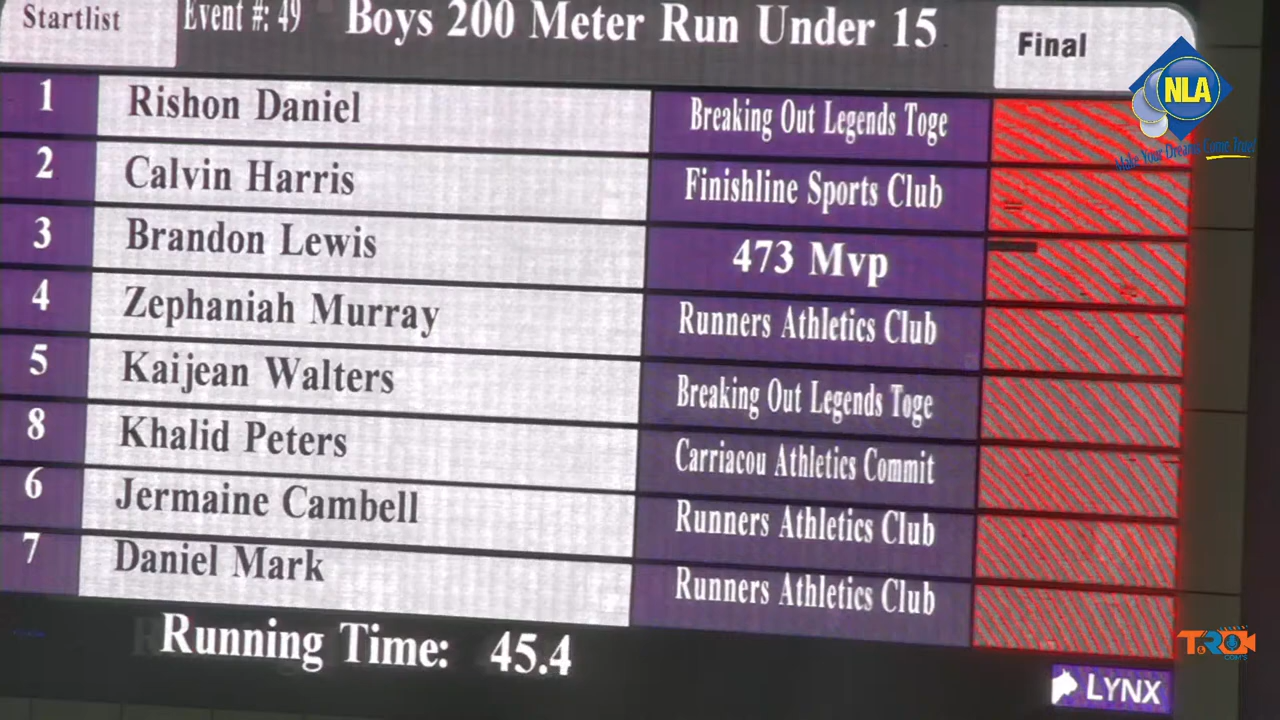 Startlist Event #: 49 Boys 200 Meter Run Under 15 Final
1 Rishon Daniel Breaking Out Legends Toge
2 Calvin Harris Finishline Sports Club
3 Brandon Lewis 473 Mvp
4 Zephaniah Murray Runners Athletics Club
5 Kaijean Walters Breaking Out Legends Toge
8 Khalid Peters Carriacou Athletics Commit
6 Jermaine Cambell Runners Athletics Club
7 Daniel Mark Runners Athletics Club
Running Time: 45.4
LYNX
NLA
Make Your Dreams Come True!
T&RON
COM'S